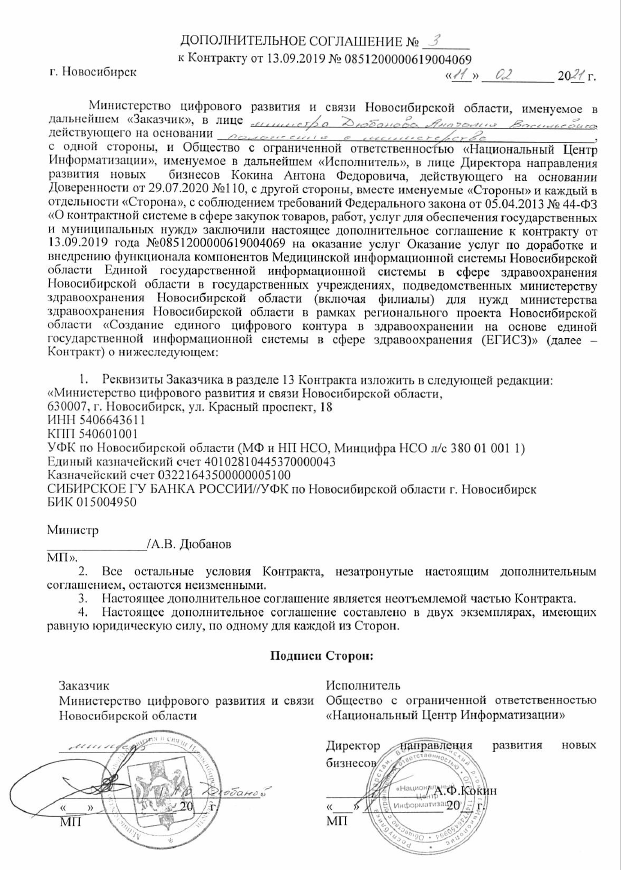 ДОПОЛНИТЕЛЬНОЕ СОГЛАШЕНИЕ № 3
к Контракту от 13.09.2019 № 0851200000619004069
г. Новосибирск «11» 02 2021 г.
Министерство цифрового развития и связи Новосибирской области, именуемое в
дальнейшем «Заказчик», в лице министра Дюбанова Анатолия Васильевича
действующего на основании положения о министерстве,
с одной стороны, и Общество с ограниченной ответственностью «Национальный Центр
Информатизации», именуемое в дальнейшем «Исполнитель», в лице Директора направления
развития новых бизнесов Кокина Антона Федоровича, действующего на основании
Доверенности от 29.07.2020 №110, с другой стороны, вместе именуемые «Стороны» и каждый в
отдельности «Сторона», с соблюдением требований Федерального закона от 05.04.2013 № 44-ФЗ
«О контрактной системе в сфере закупок товаров, работ, услуг для обеспечения государственных
и муниципальных нужд» заключили настоящее дополнительное соглашение к контракту от
13.09.2019 года №0851200000619004069 на оказание услуг Оказание услуг по доработке и
внедрению функционала компонентов Медицинской информационной системы Новосибирской
области Единой государственной информационной системы в сфере здравоохранения
Новосибирской области в государственных учреждениях, подведомственных министерству
здравоохранения Новосибирской области (включая филиалы) для нужд министерства
здравоохранения Новосибирской области в рамках регионального проекта Новосибирской
области «Создание единого цифрового контура в здравоохранении на основе единой
государственной информационной системы в сфере здравоохранения (ЕГИСЗ)» (далее –
Контракт) о нижеследующем:
1. Реквизиты Заказчика в разделе 13 Контракта изложить в следующей редакции:
«Министерство цифрового развития и связи Новосибирской области,
630007, г. Новосибирск, ул. Красный проспект, 18
ИНН 5406643611
КПП 540601001
УФК по Новосибирской области (МФ и НП НСО, Минцифра НСО л/с 380 01 001 1)
Единый казначейский счет 40102810445370000043
Казначейский счет 03221643500000005100
СИБИРСКОЕ ГУ БАНКА РОССИИ//УФК по Новосибирской области г. Новосибирск
БИК 015004950
Министр
/А.В. Дюбанов
МП».
2. Все остальные условия Контракта, незатронутые настоящим дополнительным
соглашением, остаются неизменными.
3. Настоящее дополнительное соглашение является неотъемлемой частью Контракта.
4. Настоящее дополнительное соглашение составлено в двух экземплярах, имеющих
равную юридическую силу, по одному для каждой из Сторон.
Подписи Сторон:
Заказчик
Министерство цифрового развития и связи
Новосибирской области
министр
« » 20 г.
МП
Исполнитель
Общество с ограниченной ответственностью
«Национальный Центр Информатизации»
Директор направления развития новых
бизнесов
А.Ф.Кокин
« » 20 г.
МП
«Национальный
Центр
Информатизации»